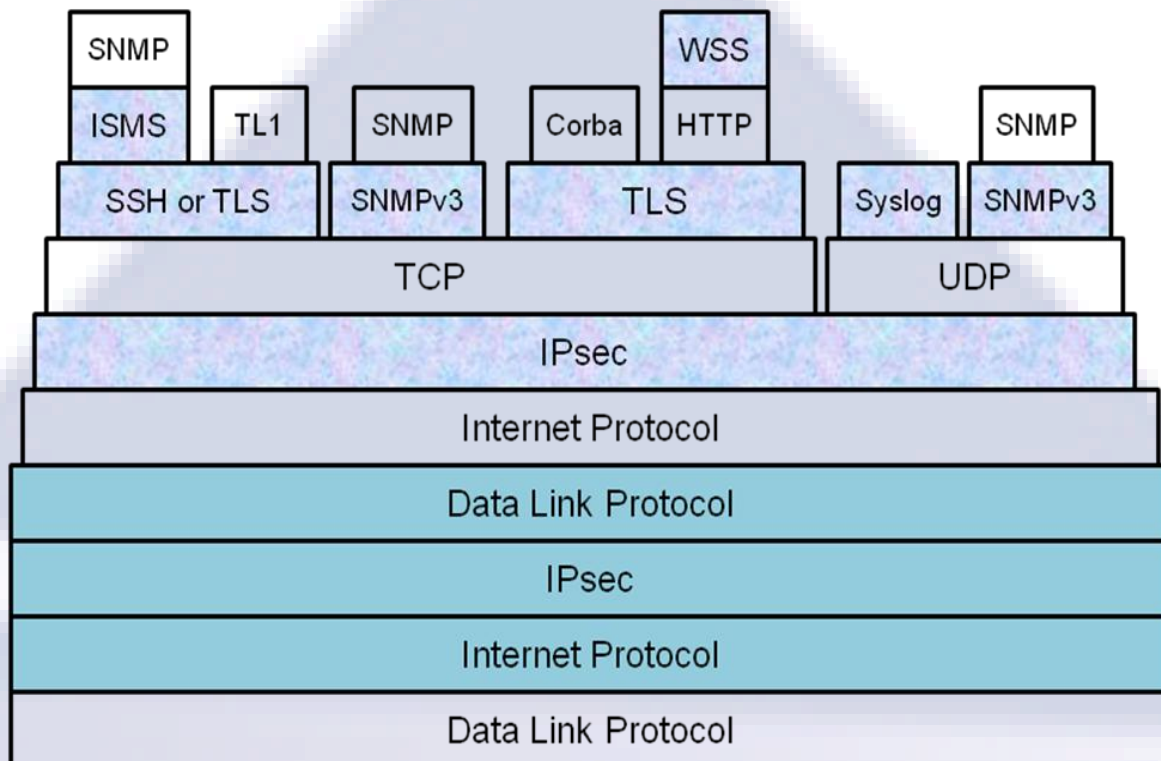 SNMP
WSS
ISMS
TL1
SNMP
Corba
HTTP
SNMP
SSH or TLS
SNMPv3
TLS
Syslog
SNMPv3
TCP
UDP
IPsec
Internet Protocol
Data Link Protocol
IPsec
Internet Protocol
Data Link Protocol